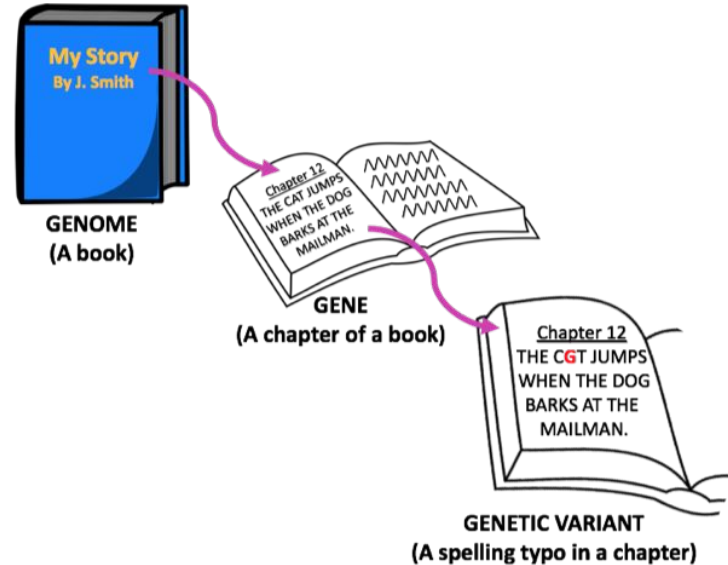 My Story
By J. Smith
GENOME
(A book)
Chapter 12
THE CAT JUMPS
WHEN THE DOG
BARKS AT THE
MAILMAN.
GENE
(A chapter of a book)
Chapter 12
THE CGT JUMPS
WHEN THE DOG
BARKS AT THE
MAILMAN.
GENETIC VARIANT
(A spelling typo in a chapter)